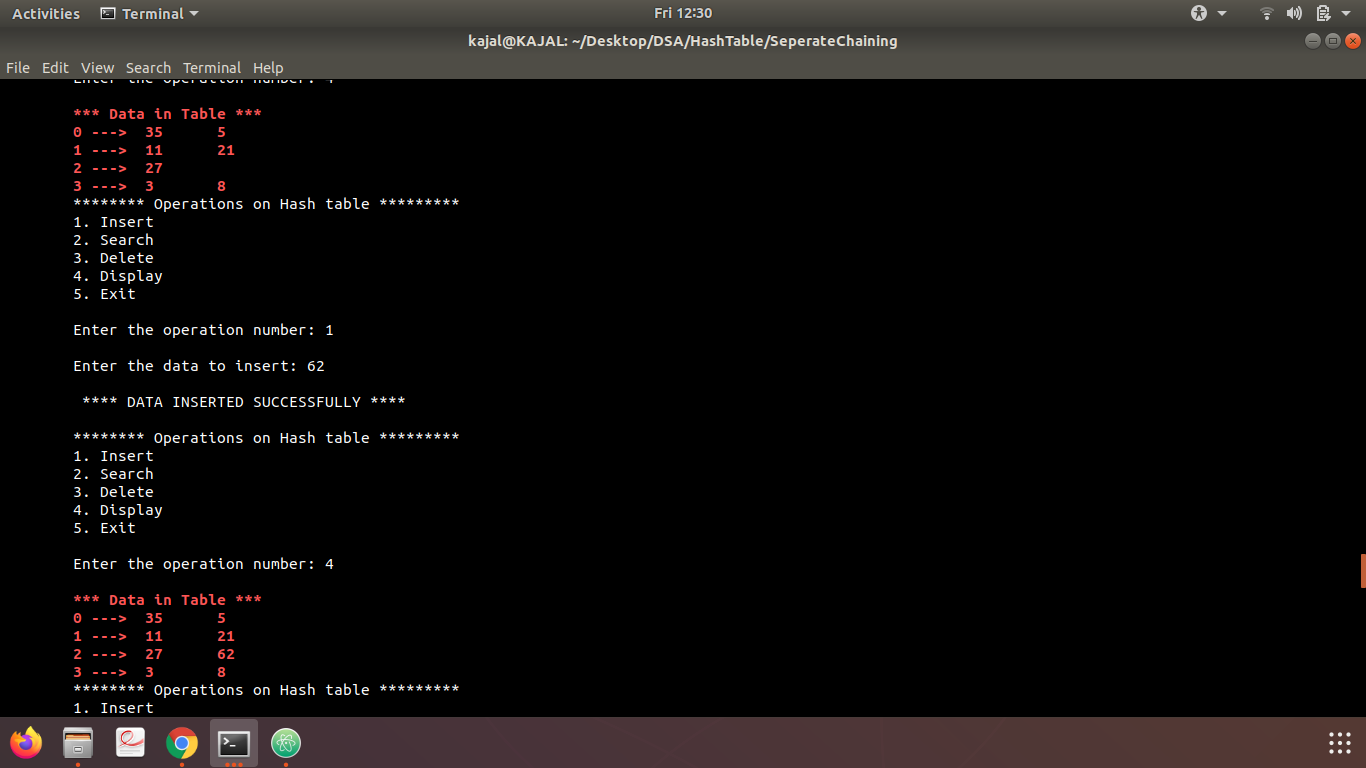 Activities Terminal Fri 12:30
kajal@KAJAL: ~/Desktop/DSA/HashTable/SeperateChaining
File Edit View Search Terminal Help
Enter the operation number: 4
*** Data in Table ***
0 ---> 35 5
1 ---> 11 21
2 ---> 27
3 ---> 3 8
******** Operations on Hash table *********
1. Insert
2. Search
3. Delete
4. Display
5. Exit
Enter the operation number: 1
Enter the data to insert: 62
**** DATA INSERTED SUCCESSFULLY ****
******** Operations on Hash table *********
1. Insert
2. Search
3. Delete
4. Display
5. Exit
Enter the operation number: 4
*** Data in Table ***
0 ---> 35 5
1 ---> 11 21
2 ---> 27 62
3 ---> 3 8
******** Operations on Hash table *********
1. Insert